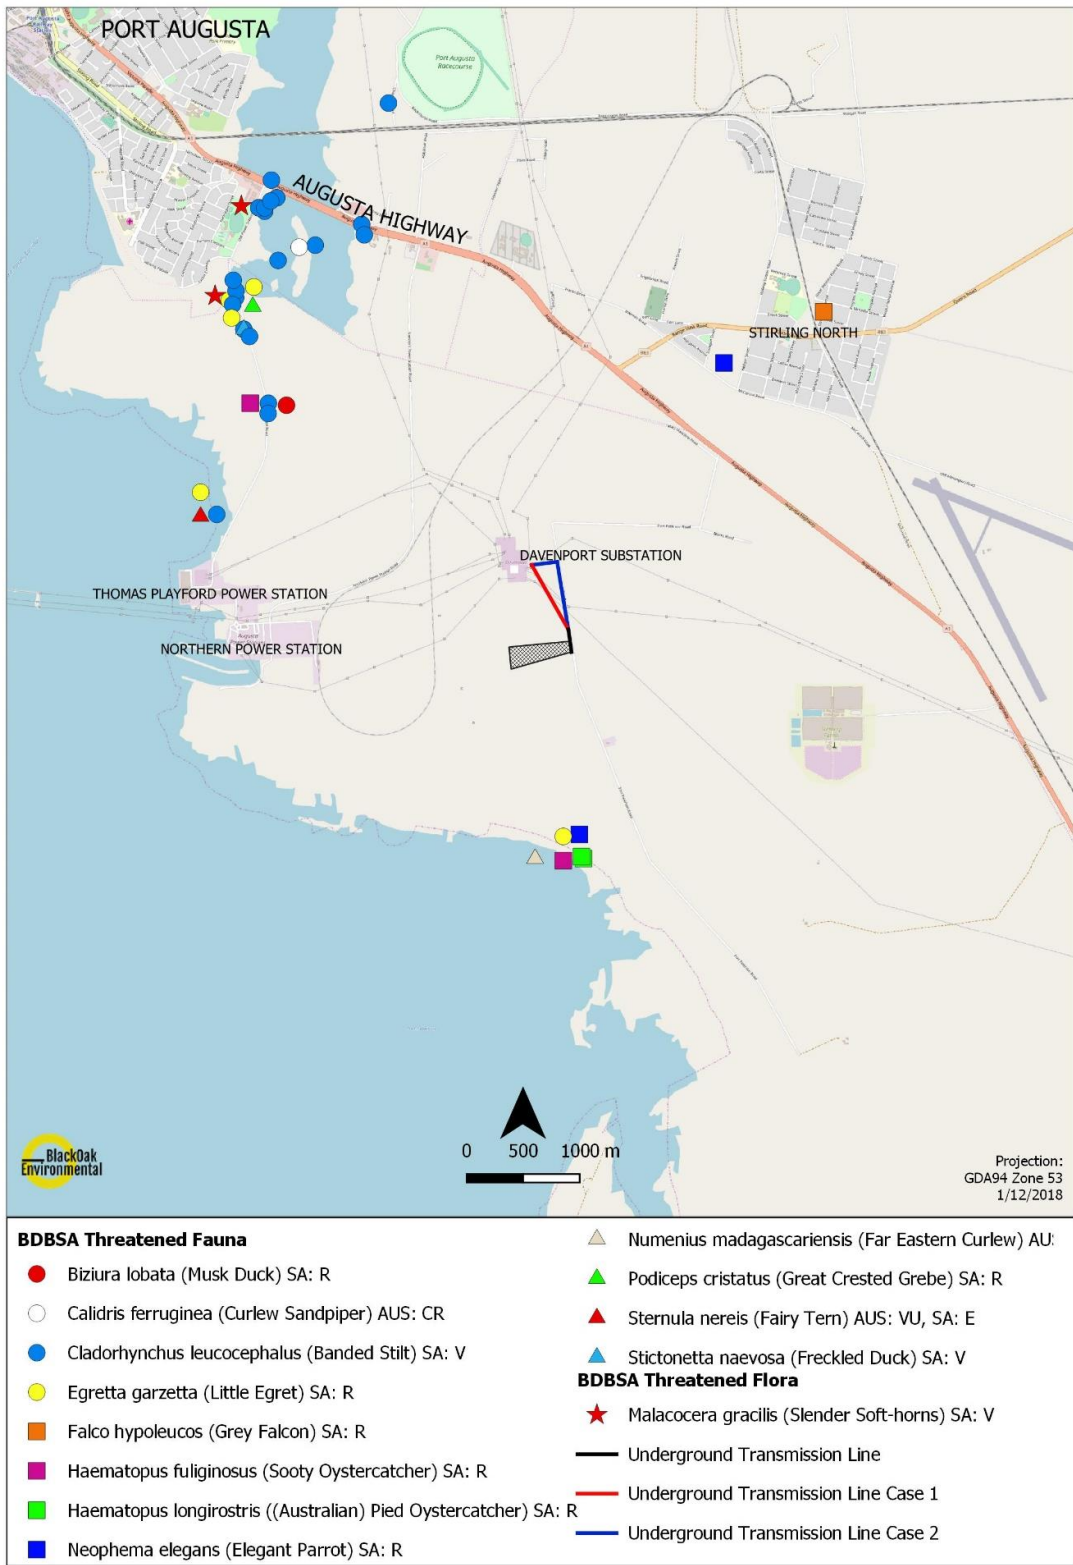 PORT AUGUSTA
Port Augusta
Racecourse
AUGUSTA HIGHWAY
Augusta Highway
STIRLING NORTH
DAVENPORT SUBSTATION
THOMAS PLAYFORD POWER STATION
NORTHERN POWER STATION
BlackOak
Environmental
0 500 1000 m
Projection:
GDA94 Zone 53
1/12/2018
BDBSA Threatened Fauna
Biziura lobata (Musk Duck) SA: R
Calidris ferruginea (Curlew Sandpiper) AUS: CR
Cladorhynchus leucocephalus (Banded Stilt) SA: V
Egretta garzetta (Little Egret) SA: R
Falco hypoleucos (Grey Falcon) SA: R
Haematopus fuliginosus (Sooty Oystercatcher) SA: R
Haematopus longirostris ((Australian) Pied Oystercatcher) SA: R
Neophema elegans (Elegant Parrot) SA: R
Numenius madagascariensis (Far Eastern Curlew) AU
Podiceps cristatus (Great Crested Grebe) SA: R
Sternula nereis (Fairy Tern) AUS: VU, SA: E
Stictonetta naevosa (Freckled Duck) SA: V
BDBSA Threatened Flora
Malacocera gracilis (Slender Soft-horns) SA: V
Underground Transmission Line
Underground Transmission Line Case 1
Underground Transmission Line Case 2